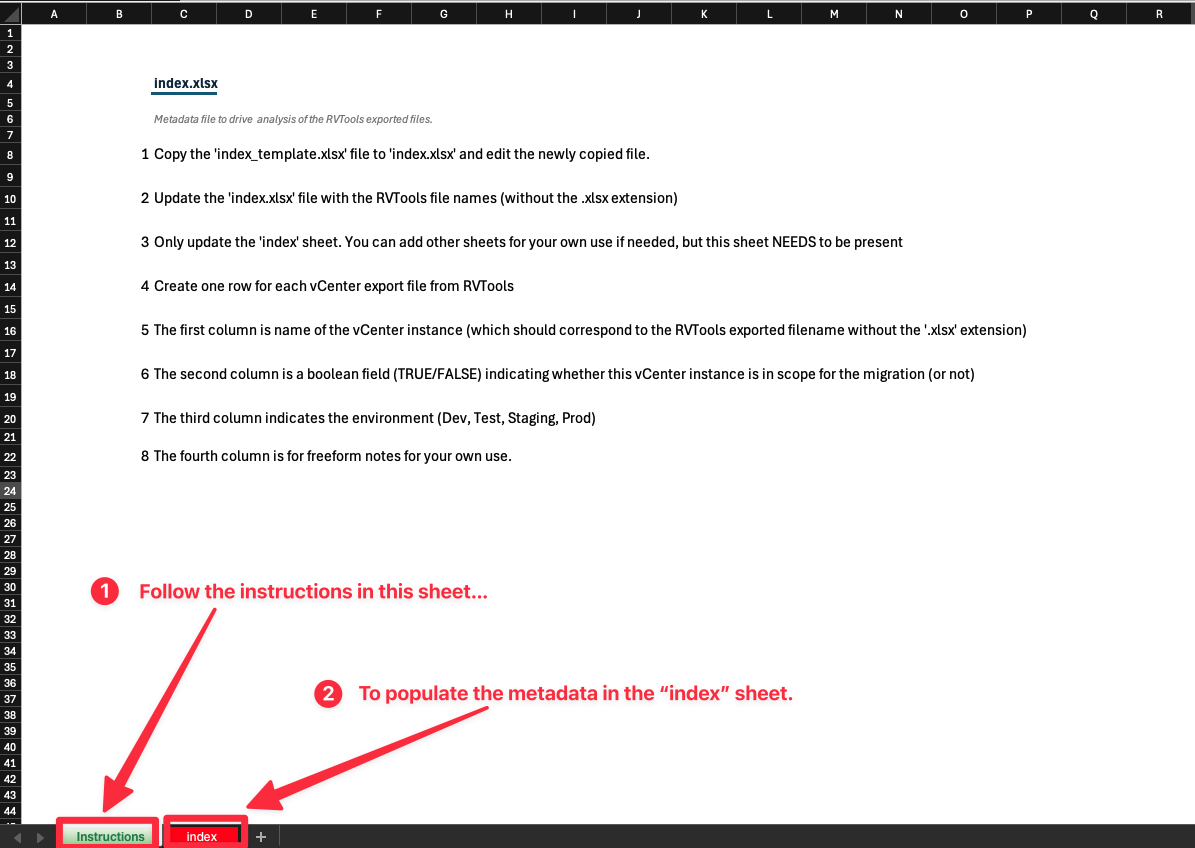 A B C D E F G H I J K L M N O P Q R
1
2
3
4 index.xlsx
5
6 Metadata file to drive  analysis of the RVTools exported files.
7
8 1 Copy the 'index_template.xlsx' file to 'index.xlsx' and edit the newly copied file.
9
10 2 Update the 'index.xlsx' file with the RVTools file names (without the .xlsx extension)
11
12 3 Only update the 'index' sheet. You can add other sheets for your own use if needed, but this sheet NEEDS to be present
13
14 4 Create one row for each vCenter export file from RVTools
15
16 5 The first column is name of the vCenter instance (which should correspond to the RVTools exported filename without the '.xlsx' extension)
17
18 6 The second column is a boolean field (TRUE/FALSE) indicating whether this vCenter instance is in scope for the migration (or not)
19
20 7 The third column indicates the environment (Dev, Test, Staging, Prod)
21
22 8 The fourth column is for freeform notes for your own use.
23
24
25
26
27
28
29
30 1 Follow the instructions in this sheet...
31
32
33
34
35
36
37 2 To populate the metadata in the “index” sheet.
38
39
40
41
42
43
44
Instructions index +